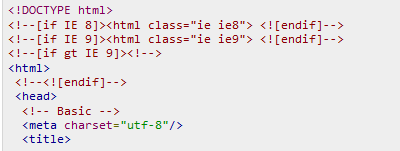 <!DOCTYPE html>
<!--[if IE 8]><html class="ie ie8"> <![endif]-->
<!--[if IE 9]><html class="ie ie9"> <![endif]-->
<!--[if gt IE 9]><!-->
<html>
<!--<![endif]-->
<head>
<!-- Basic -->
<meta charset="utf-8"/>
<title>